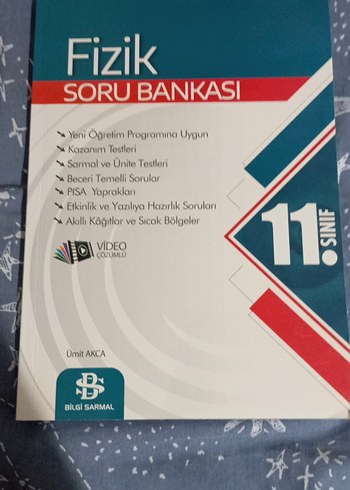 Fizik
SORU BANKASI
Yeni Öğretim Programına Uygun
Kazanım Testleri
Sarmal ve Ünite Testleri
Beceri Temelli Sorular
PISA Yaprakları
Etkinlik ve Yazılıya Hazırlık Soruları
Akıllı Kâğıtlar ve Sıcak Bölgeler
11. SINIF
VİDEO
ÇÖZÜMLÜ
Ümit AKCA
BS
BİLGİ SARMAL